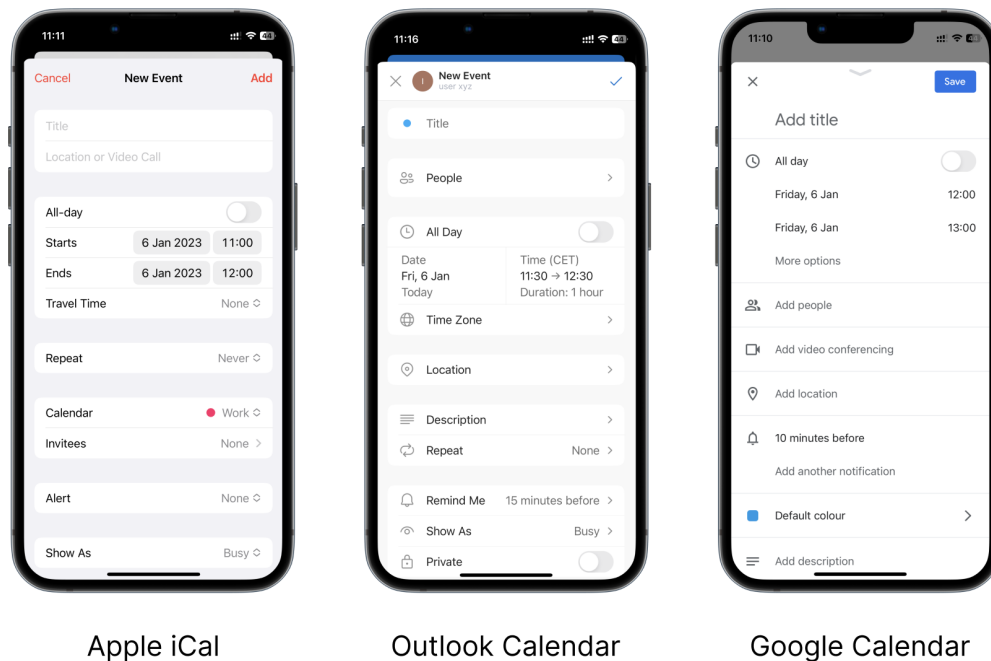 11:11
44
Cancel New Event Add
Title
Location or Video Call
All-day
Starts 6 Jan 2023 11:00
Ends 6 Jan 2023 12:00
Travel Time None
Repeat Never
Calendar Work
Invitees None
Alert None
Show As Busy
Apple iCal
11:16
44
I
New Event
user xyz
Title
People
All Day
Date
Fri, 6 Jan
Today
Time (CET)
11:30 → 12:30
Duration: 1 hour
Time Zone
Location
Description
Repeat None
Remind Me 15 minutes before
Show As Busy
Private
Outlook Calendar
11:10
44
Save
Add title
All day
Friday, 6 Jan 12:00
Friday, 6 Jan 13:00
More options
Add people
Add video conferencing
Add location
10 minutes before
Add another notification
Default colour
Add description
Google Calendar